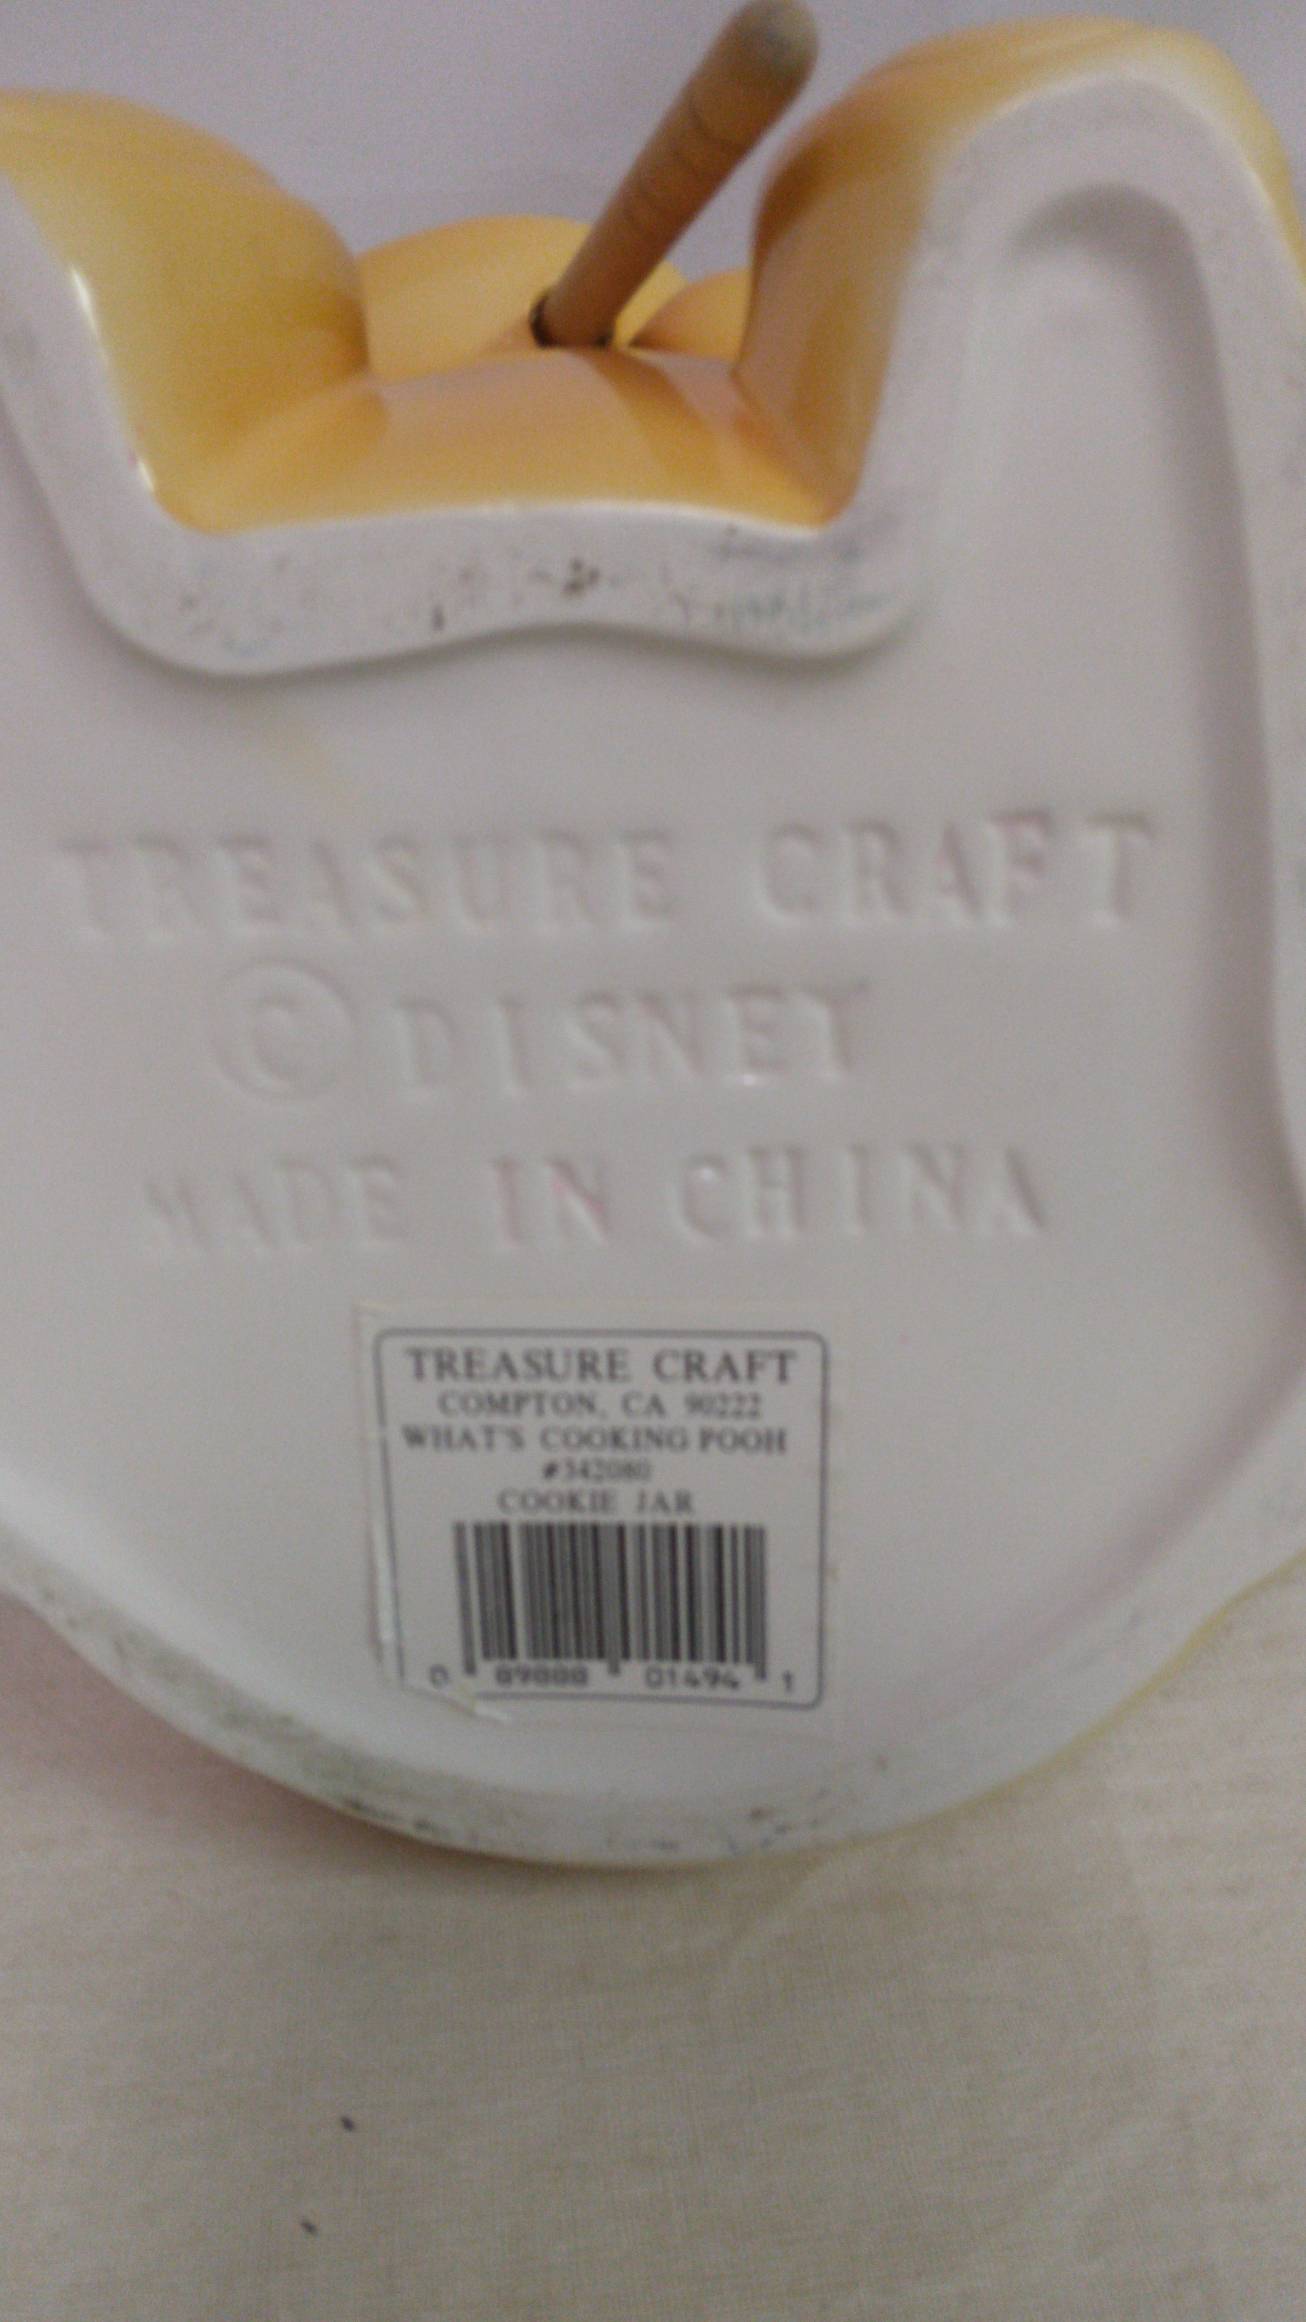 TREASURE CRAFT
© DISNEY
MADE IN CHINA
TREASURE CRAFT
COMPTON, CA 90222
WHAT'S COOKING POOH
#342080
COOKIE JAR
0 89888 01494 1